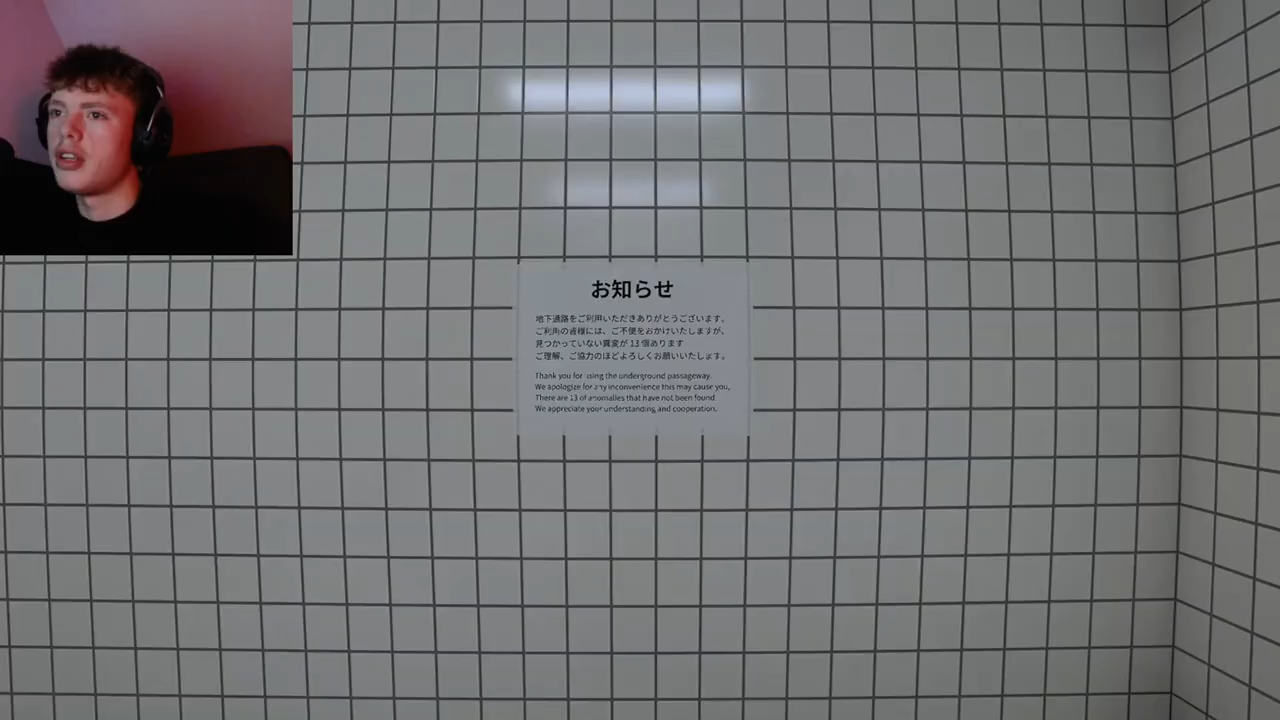 お知らせ
地下通路をご利用いただきありがとうございます。
ご利用の皆様には、ご不便をおかけいたしますが、
見つかっていない異変が 13 個あります
ご理解、ご協力のほどよろしくお願いいたします。
Thank you for using the underground passageway.
We apologize for any inconvenience this may cause you,
There are 13 of anomalies that have not been found
We appreciate your understanding and cooperation.